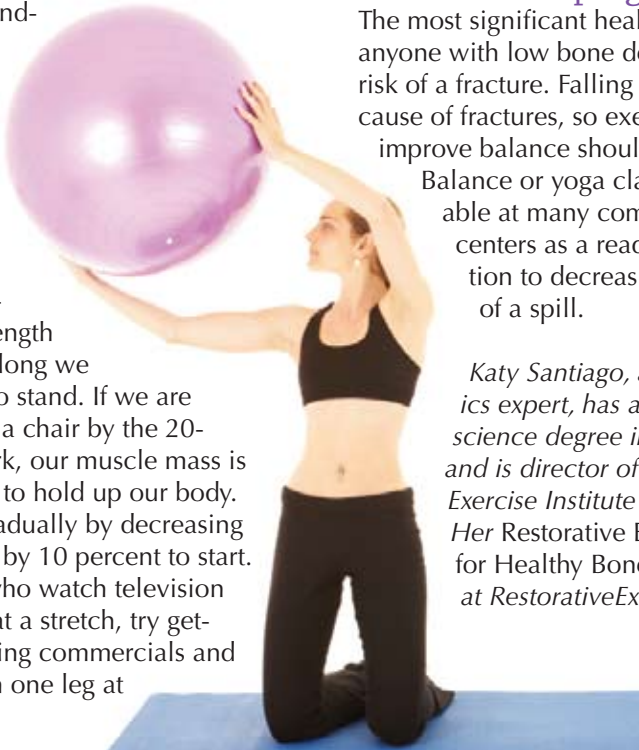 nd-
ength
long we
o stand. If we are
a chair by the 20-
rk, our muscle mass is
to hold up our body.
adually by decreasing
by 10 percent to start.
who watch television
at a stretch, try get-
ing commercials and
one leg at
The most significant heal
anyone with low bone de
risk of a fracture. Falling
cause of fractures, so exe
improve balance shoul
Balance or yoga cla
able at many com
centers as a read
tion to decreas
of a spill.
Katy Santiago, a
ics expert, has a
science degree i
and is director of
Exercise Institute
Her Restorative E
for Healthy Bone
at RestorativeEx